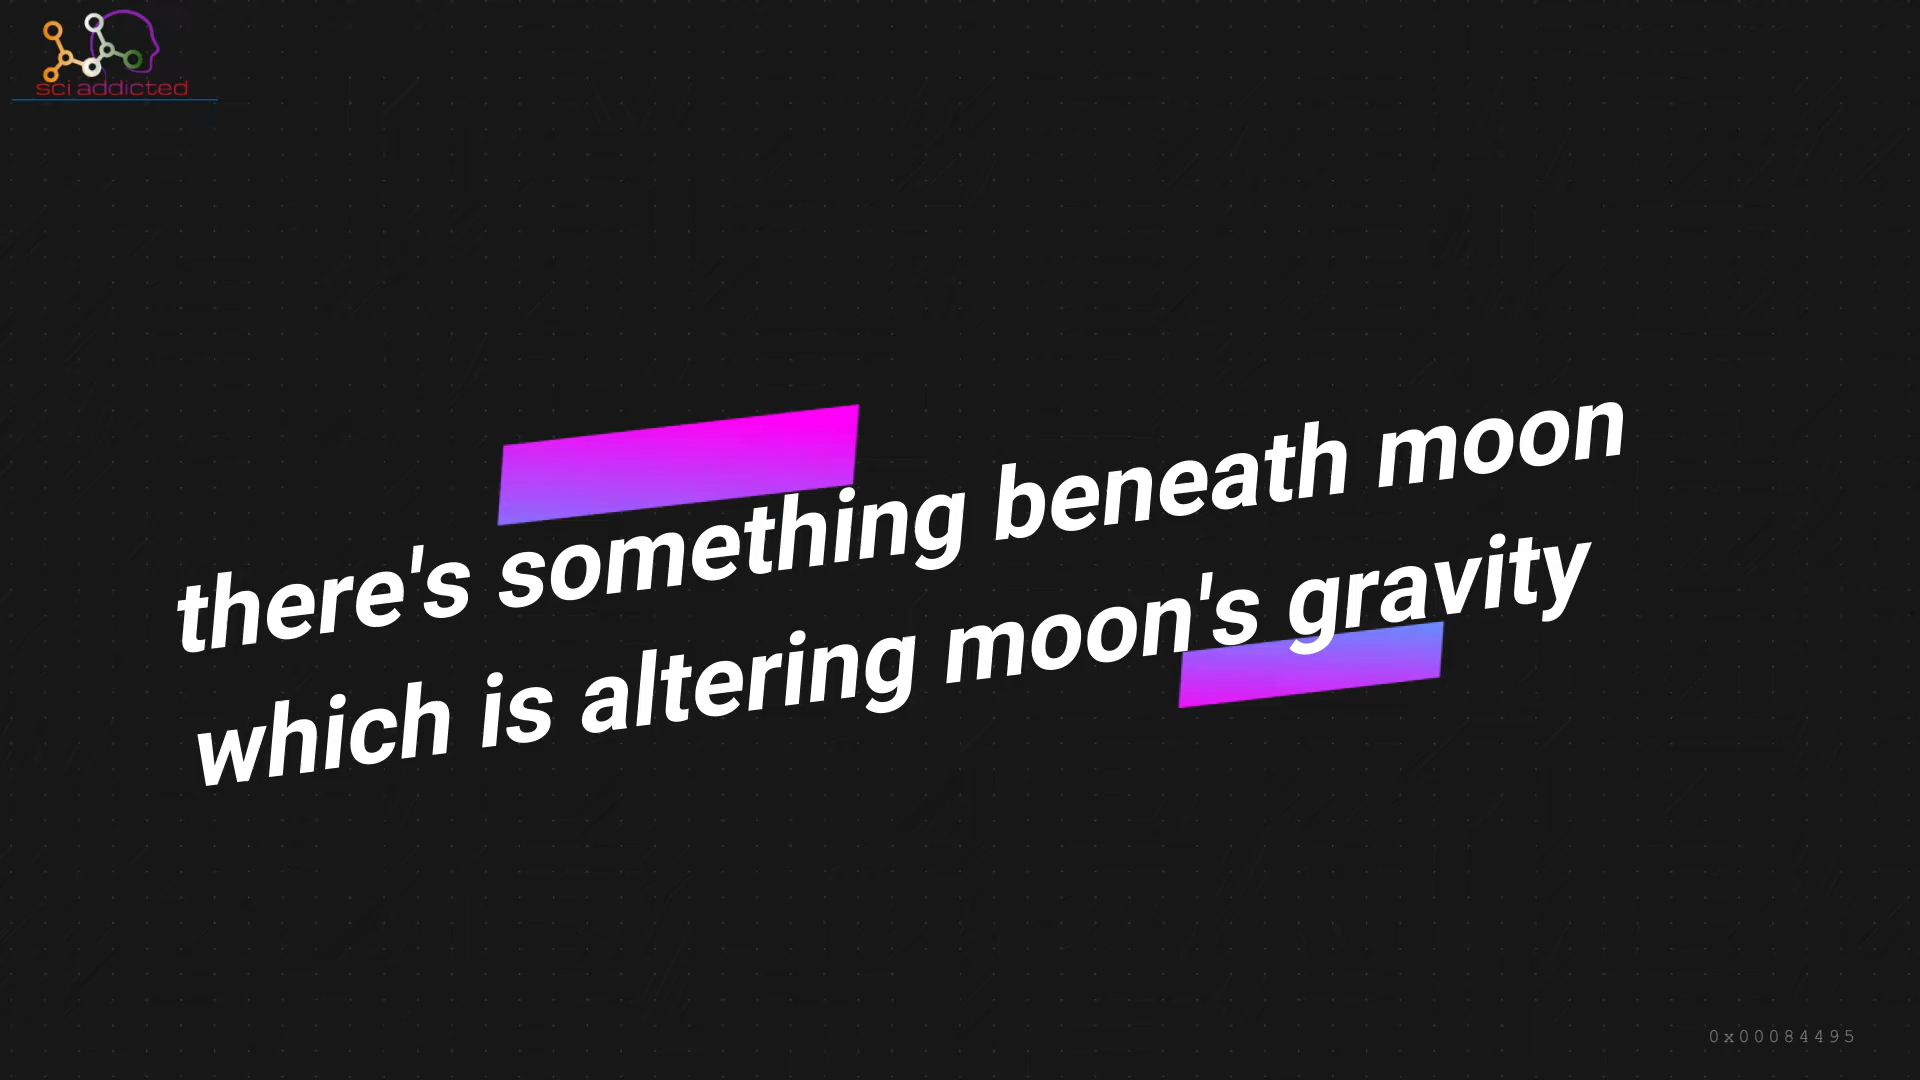 sci addicted
there's something beneath moon
which is altering moon's gravity
0x00084495